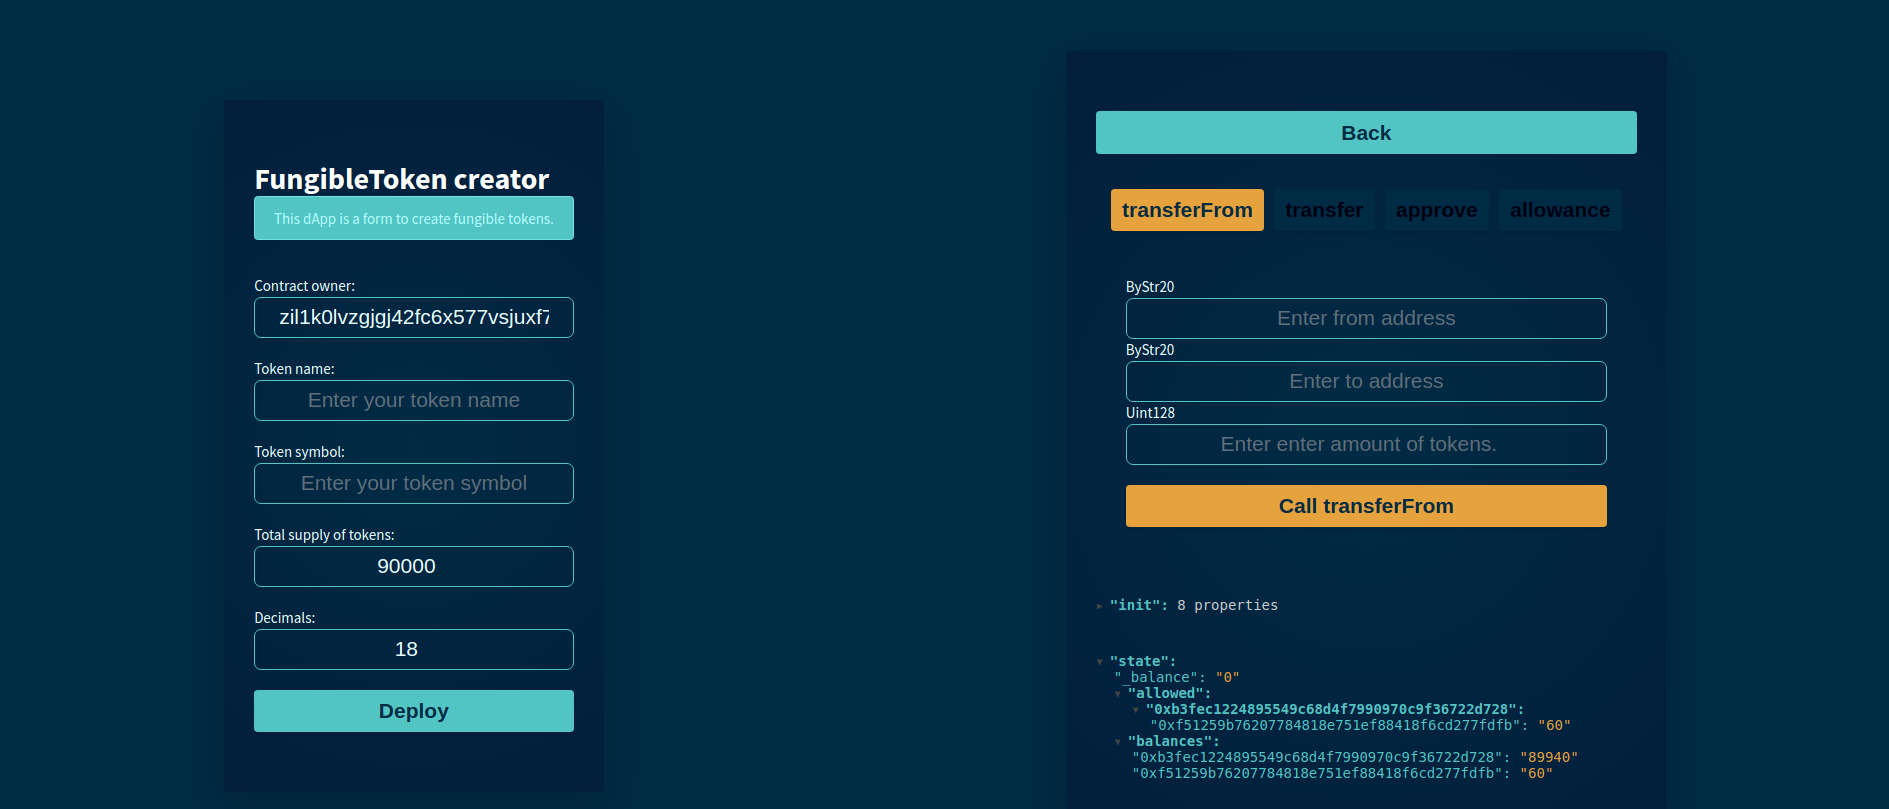 FungibleToken creator
This dApp is a form to create fungible tokens.
Contract owner:
zil1k0lvzgjgj42fc6x577vsjuxf7
Token name:
Enter your token name
Token symbol:
Enter your token symbol
Total supply of tokens:
90000
Decimals:
18
Deploy
Back
transferFrom transfer approve allowance
ByStr20
Enter from address
ByStr20
Enter to address
Uint128
Enter enter amount of tokens.
Call transferFrom
"init": 8 properties
"state":
"_balance": "0"
"allowed":
"0xb3fec1224895549c68d4f7990970c9f36722d728":
"0xf51259b76207784818e751ef88418f6cd277fdfb": "60"
"balances":
"0xb3fec1224895549c68d4f7990970c9f36722d728": "89940"
"0xf51259b76207784818e751ef88418f6cd277fdfb": "60"